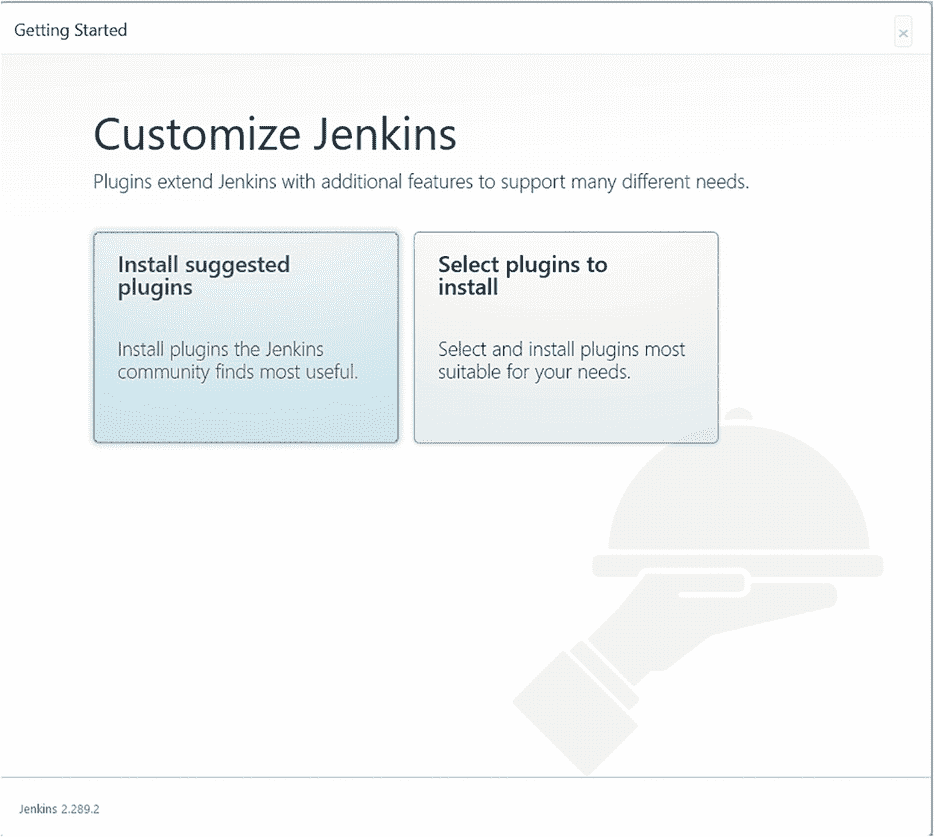 Getting Started
×
Customize Jenkins
Plugins extend Jenkins with additional features to support many different needs.
Install suggested
plugins
Install plugins the Jenkins
community finds most useful.
Select plugins to
install
Select and install plugins most
suitable for your needs.
Jenkins 2.289.2